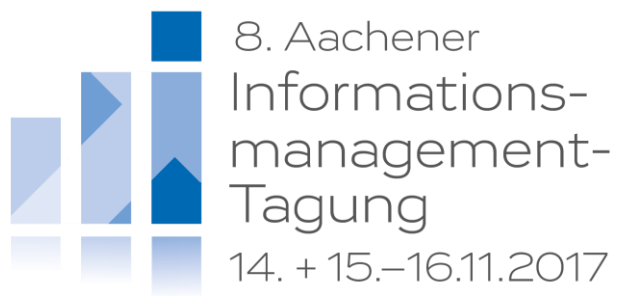 8. Aachener
Informations-
management-
Tagung
14. + 15.–16.11.2017